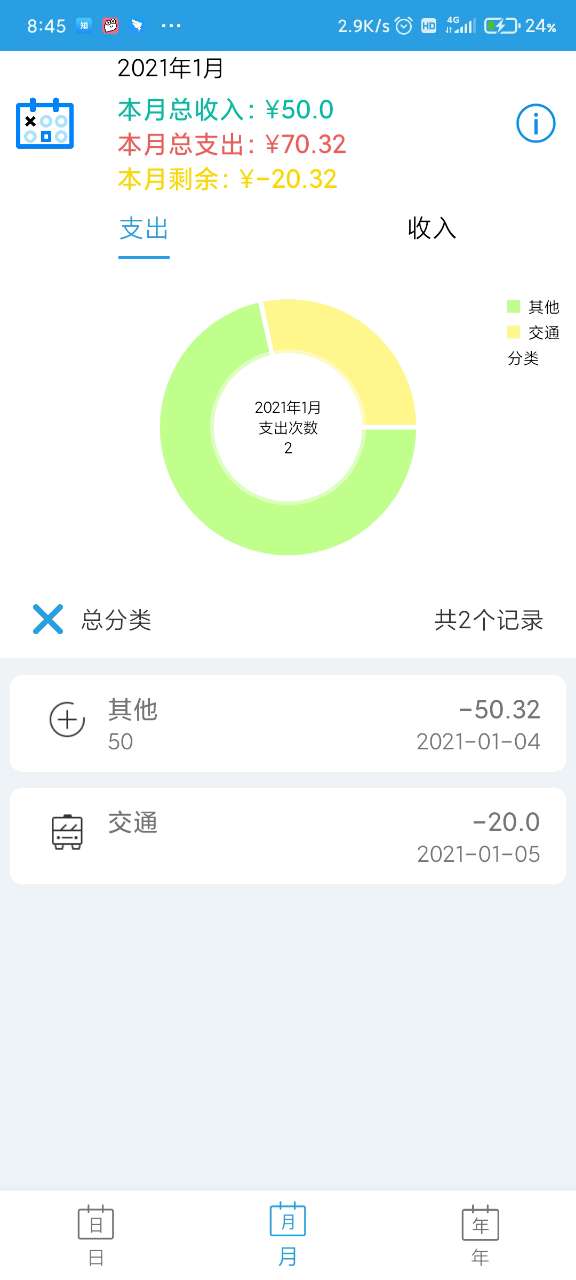 8:45 知 ··· 2.9K/s HD 4G 24%
2021年1月
本月总收入: ¥50.0
本月总支出: ¥70.32
本月剩余: ¥-20.32
支出 收入
其他
交通
分类
2021年1月
支出次数
2
总分类 共2个记录
其他 -50.32
50 2021-01-04
交通 -20.0
2021-01-05
日 月 年
日 月 年